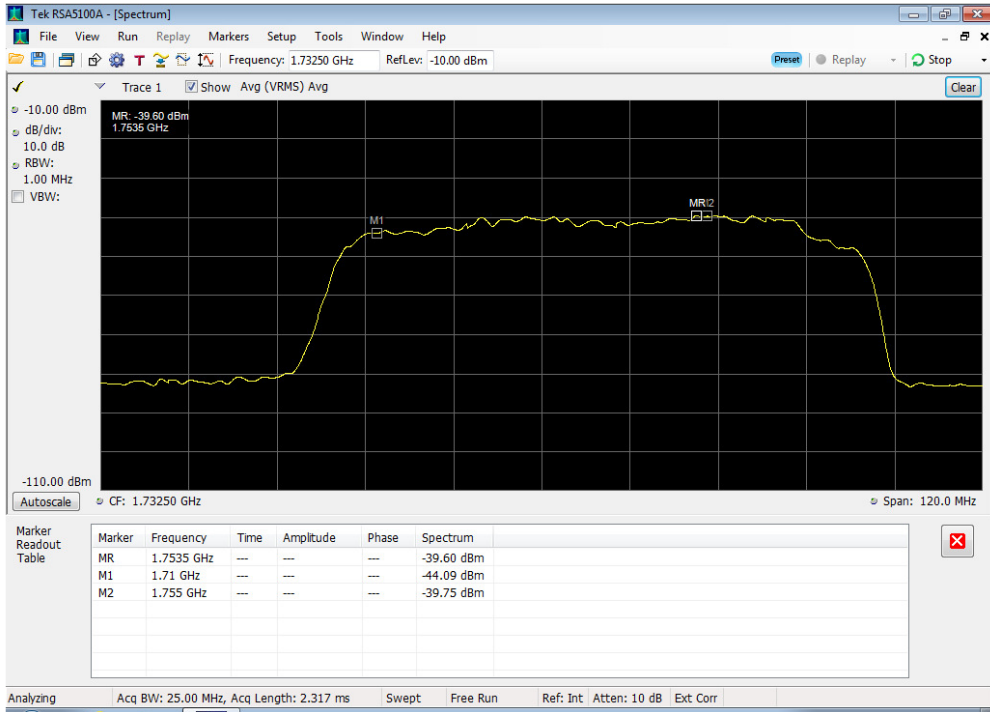 Tek RSA5100A - [Spectrum]
File View Run Replay Markers Setup Tools Window Help
T Frequency: 1.73250 GHz RefLev: -10.00 dBm Preset Replay Stop
Trace 1 Show Avg (VRMS) Avg Clear
-10.00 dBm
dB/div:
10.0 dB
RBW:
1.00 MHz
VBW:
MR: -39.60 dBm
1.7535 GHz
M1
MR
-110.00 dBm
Autoscale CF: 1.73250 GHz Span: 120.0 MHz
Marker
Readout
Table
Marker Frequency Time Amplitude Phase Spectrum
MR 1.7535 GHz --- --- --- -39.60 dBm
M1 1.71 GHz --- --- --- -44.09 dBm
M2 1.755 GHz --- --- --- -39.75 dBm
Analyzing Acq BW: 25.00 MHz, Acq Length: 2.317 ms Swept Free Run Ref: Int Atten: 10 dB Ext Corr